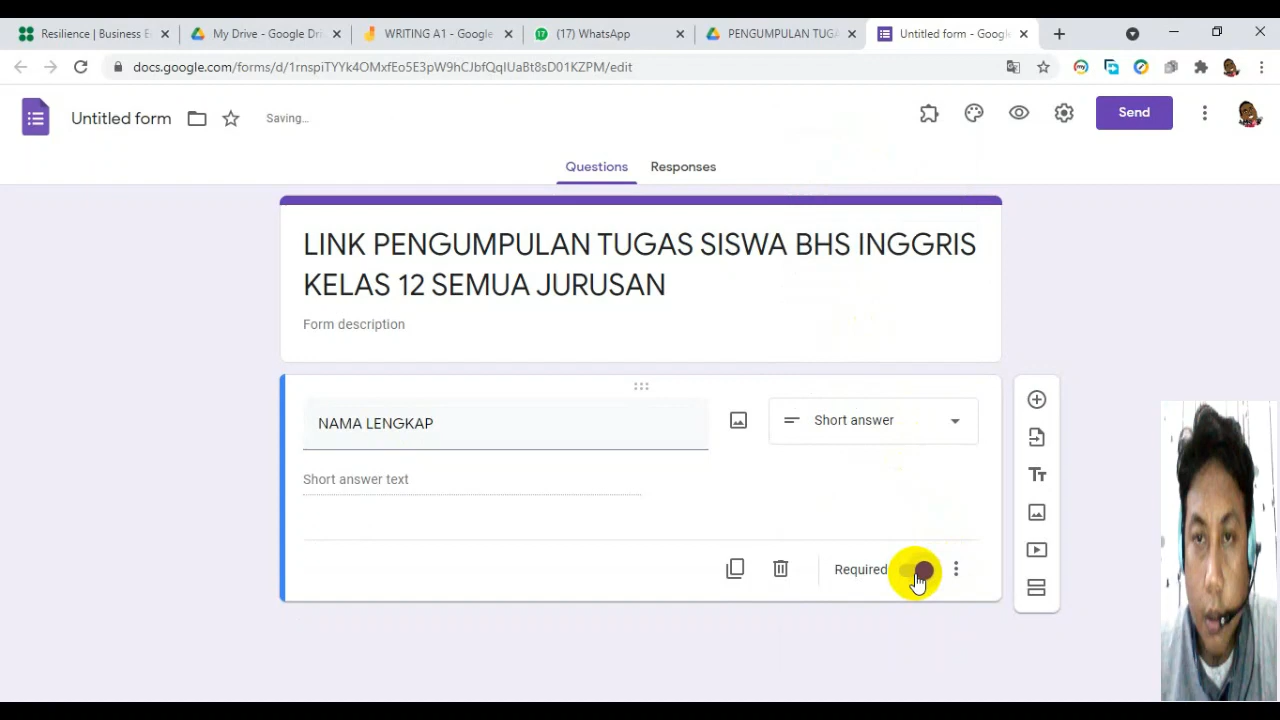 Resilience | Business E
My Drive - Google Dri
WRITING A1 - Google
(17) WhatsApp
PENGUMPULAN TUGA
Untitled form - Google
docs.google.com/forms/d/1rnspiTYYk4OMxfEo5E3pW9hCJbfQqIUaBt8sD01KZPM/edit
Untitled form
Saving...
Send
Questions
Responses
LINK PENGUMPULAN TUGAS SISWA BHS INGGRIS
KELAS 12 SEMUA JURUSAN
Form description
NAMA LENGKAP
Short answer
Short answer text
Required